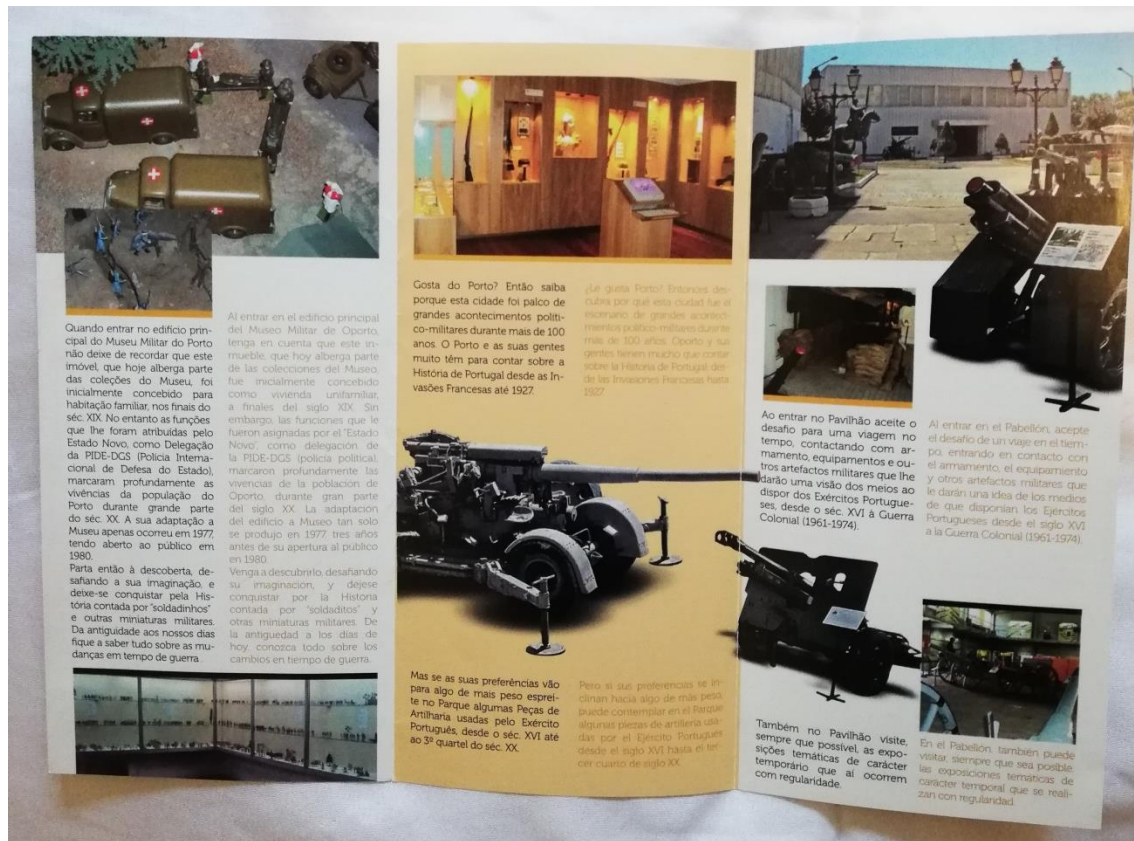 Quando entrar no edifício prin-
cipal do Museu Militar do Porto
não deixe de recordar que este
imóvel, que hoje alberga parte
das coleções do Museu, foi
inicialmente concebido para
habitação familiar, nos finais do
séc. XIX. No entanto as funções
que lhe foram atribuídas pelo
Estado Novo, como Delegação
da PIDE-DGS (Polícia Interna-
cional de Defesa do Estado),
marcaram profundamente as
vivências da população do
Porto durante grande parte
do séc. XX. A sua adaptação a
Museu apenas ocorreu em 1977,
tendo aberto ao público em
1980.
Parta então à descoberta, de-
safiando a sua imaginação, e
deixe-se conquistar pela His-
tória contada por "soldadinhos"
e outras miniaturas militares.
Da antiguidade aos nossos dias
fique a saber tudo sobre as mu-
danças em tempo de guerra.
Al entrar en el edificio principal
del Museo Militar de Oporto,
tenga en cuenta que este in-
mueble, que hoy alberga parte
de las colecciones del Museo,
fue inicialmente concebido
como vivienda unifamiliar,
a finales del siglo XIX. Sin
embargo, las funciones que le
fueron asignadas por el "Estado
Novo", como delegación de
la PIDE-DGS (policía política),
marcaron profundamente las
vivencias de la población de
Oporto durante gran parte
del siglo XX. La adaptación
del edificio a Museo tan solo
se produjo en 1977, tres años
antes de su apertura al público
en 1980.
Venga a descubrirlo, desafiando
su imaginación, y déjese
conquistar por la Historia
contada por "soldaditos" y
otras miniaturas militares. De
la antigüedad a los días de
hoy, conozca todo sobre los
cambios en tiempo de guerra.
Gosta do Porto? Então saiba
porque esta cidade foi palco de
grandes acontecimentos políti-
co-militares durante mais de 100
anos. O Porto e as suas gentes
muito têm para contar sobre a
História de Portugal desde as In-
vasões Francesas até 1927.
¿Le gusta Porto? Entonces des-
cubra por qué esta ciudad fue el
escenario de grandes aconteci-
mientos político-militares durante
más de 100 años. Oporto y sus
gentes tienen mucho que contar
sobre la Historia de Portugal des-
de las Invasiones Francesas hasta
1927.
Mas se as suas preferências vão
para algo de mais peso esprei-
te no Parque algumas Peças de
Artilharia usadas pelo Exército
Português, desde o séc. XVI até
ao 3º quartel do séc. XX.
Pero si sus preferencias se in-
clinan hacia algo de más peso,
puede contemplar en el Parque
algunas piezas de artillería usa-
das por el Ejército Portugués
desde el siglo XVI hasta el ter-
cer cuarto de siglo XX.
Ao entrar no Pavilhão aceite o
desafio para uma viagem no
tempo, contactando com ar-
mamento, equipamentos e ou-
tros artefactos militares que lhe
darão uma visão dos meios ao
dispor dos Exércitos Portugue-
ses, desde o séc. XVI à Guerra
Colonial (1961-1974).
Al entrar en el Pabellón, acepte
el desafío de un viaje en el tiem-
po, entrando en contacto con
el armamento, el equipamiento
y otros artefactos militares que
le darán una idea de los medios
de que disponían los Ejércitos
Portugueses desde el siglo XVI
a la Guerra Colonial (1961-1974).
Também no Pavilhão visite,
sempre que possível, as expo-
sições temáticas de carácter
temporário que aí ocorrem
com regularidade.
En el Pabellón, también puede
visitar, siempre que sea posible,
las exposiciones temáticas de
carácter temporal que se reali-
zan con regularidad.